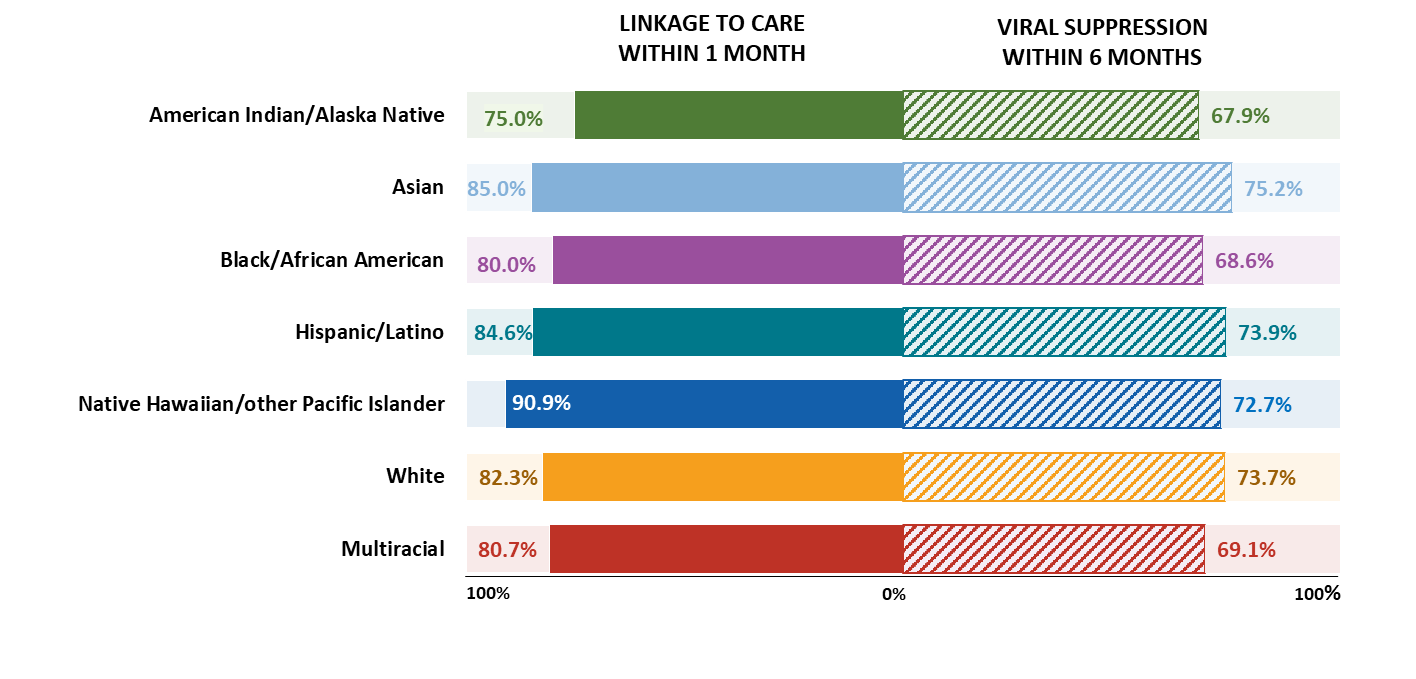 LINKAGE TO CARE
WITHIN 1 MONTH
VIRAL SUPPRESSION
WITHIN 6 MONTHS
American Indian/Alaska Native 75.0% 67.9%
Asian 85.0% 75.2%
Black/African American 80.0% 68.6%
Hispanic/Latino 84.6% 73.9%
Native Hawaiian/other Pacific Islander 90.9% 72.7%
White 82.3% 73.7%
Multiracial 80.7% 69.1%
100% 0% 100%